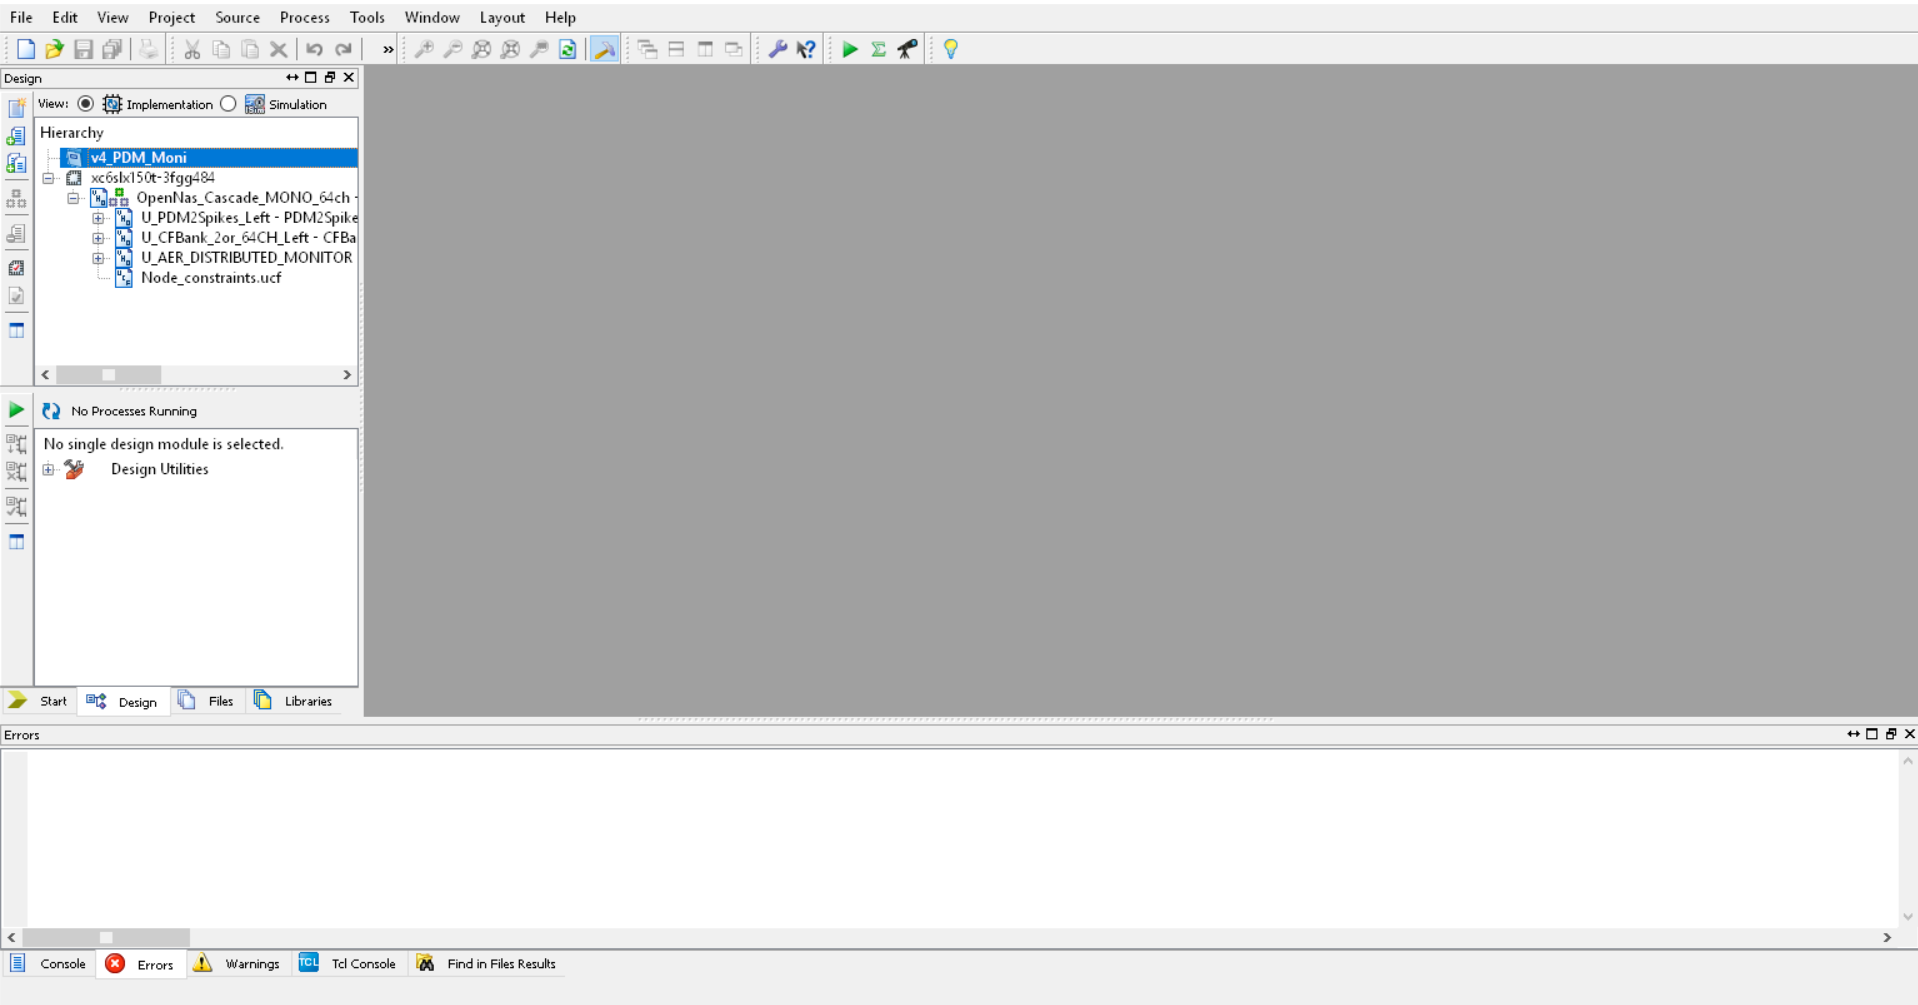 File Edit View Project Source Process Tools Window Layout Help
»
Design
View: Implementation Simulation
Hierarchy
v4_PDM_Moni
xc6slx150t-3fgg484
OpenNas_Cascade_MONO_64ch -
U_PDM2Spikes_Left - PDM2Spike
U_CFBank_2or_64CH_Left - CFBa
U_AER_DISTRIBUTED_MONITOR
Node_constraints.ucf
No Processes Running
No single design module is selected.
Design Utilities
Start Design Files Libraries
Errors
Console Errors Warnings TCL Tcl Console Find in Files Results